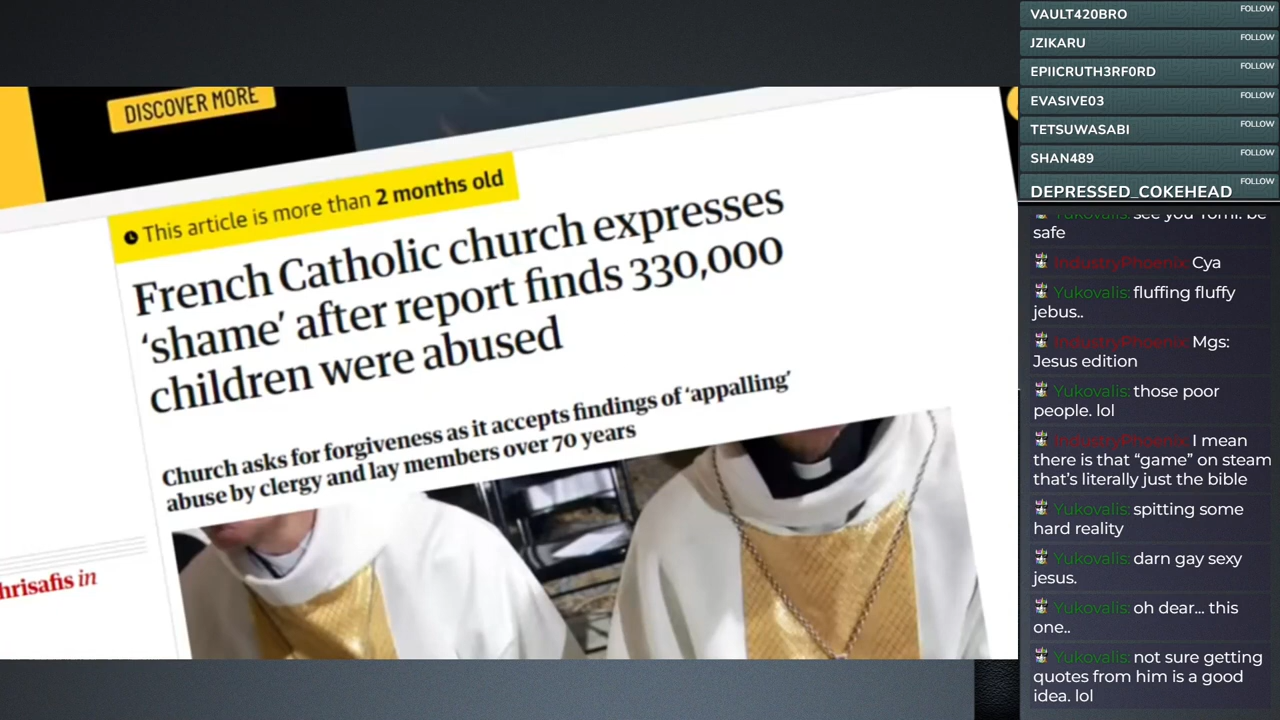 DISCOVER MORE
This article is more than 2 months old
French Catholic church expresses
‘shame’ after report finds 330,000
children were abused
Church asks for forgiveness as it accepts findings of ‘appalling’
abuse by clergy and lay members over 70 years
hrisafis in
VAULT420BRO FOLLOW
JZIKARU FOLLOW
EPIICRUTH3RF0RD FOLLOW
EVASIVE03 FOLLOW
TETSUWASABI FOLLOW
SHAN489 FOLLOW
DEPRESSED_COKEHEAD FOLLOW
Yukovalis: see you Tomi. be
safe
IndustryPhoenix: Cya
Yukovalis: fluffing fluffy
jebus..
IndustryPhoenix: Mgs:
Jesus edition
Yukovalis: those poor
people. lol
IndustryPhoenix: I mean
there is that “game” on steam
that’s literally just the bible
Yukovalis: spitting some
hard reality
Yukovalis: darn gay sexy
jesus.
Yukovalis: oh dear... this
one..
Yukovalis: not sure getting
quotes from him is a good
idea. lol